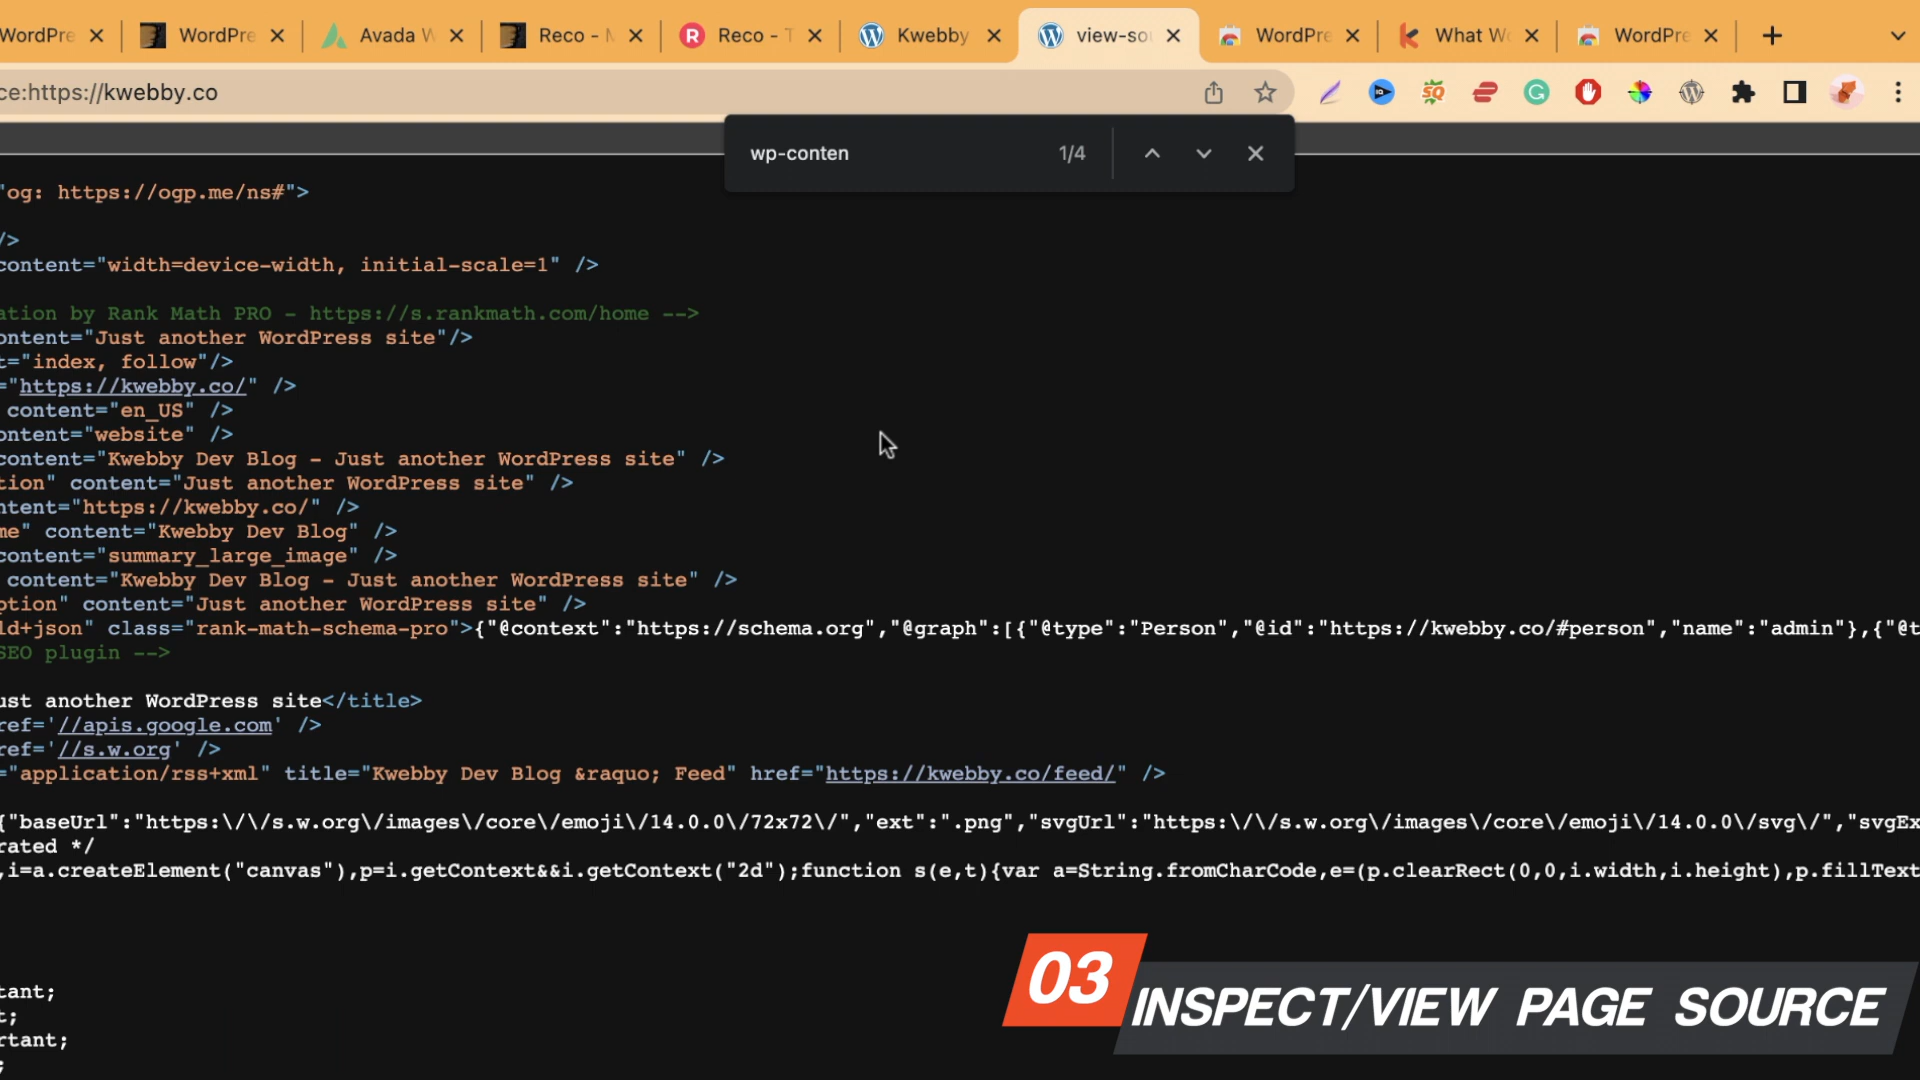 WordPre WordPre Avada W Reco - M Reco - T Kwebby view-sou WordPre What Wo WordPre
ce:https://kwebby.co
wp-conten 1/4
"og: https://ogp.me/ns#">
/>
content="width=device-width, initial-scale=1" />
ation by Rank Math PRO - https://s.rankmath.com/home -->
ontent="Just another WordPress site"/>
t="index, follow"/>
="https://kwebby.co/" />
content="en_US" />
ontent="website" />
content="Kwebby Dev Blog - Just another WordPress site" />
tion" content="Just another WordPress site" />
ntent="https://kwebby.co/" />
me" content="Kwebby Dev Blog" />
content="summary_large_image" />
content="Kwebby Dev Blog - Just another WordPress site" />
ption" content="Just another WordPress site" />
ld+json" class="rank-math-schema-pro">{"@context":"https://schema.org","@graph":[{"@type":"Person","@id":"https://kwebby.co/#person","name":"admin"},{"@t
SEO plugin -->
ust another WordPress site</title>
ref='//apis.google.com' />
ref='//s.w.org' />
="application/rss+xml" title="Kwebby Dev Blog &raquo; Feed" href="https://kwebby.co/feed/" />
{"baseUrl":"https:\/\/s.w.org\/images\/core\/emoji\/14.0.0\/72x72\/","ext":".png","svgUrl":"https:\/\/s.w.org\/images\/core\/emoji\/14.0.0\/svg\/","svgEx
rated */
,i=a.createElement("canvas"),p=i.getContext&&i.getContext("2d");function s(e,t){var a=String.fromCharCode,e=(p.clearRect(0,0,i.width,i.height),p.fillText
tant;
t;
rtant;
;
03
INSPECT/VIEW PAGE SOURCE